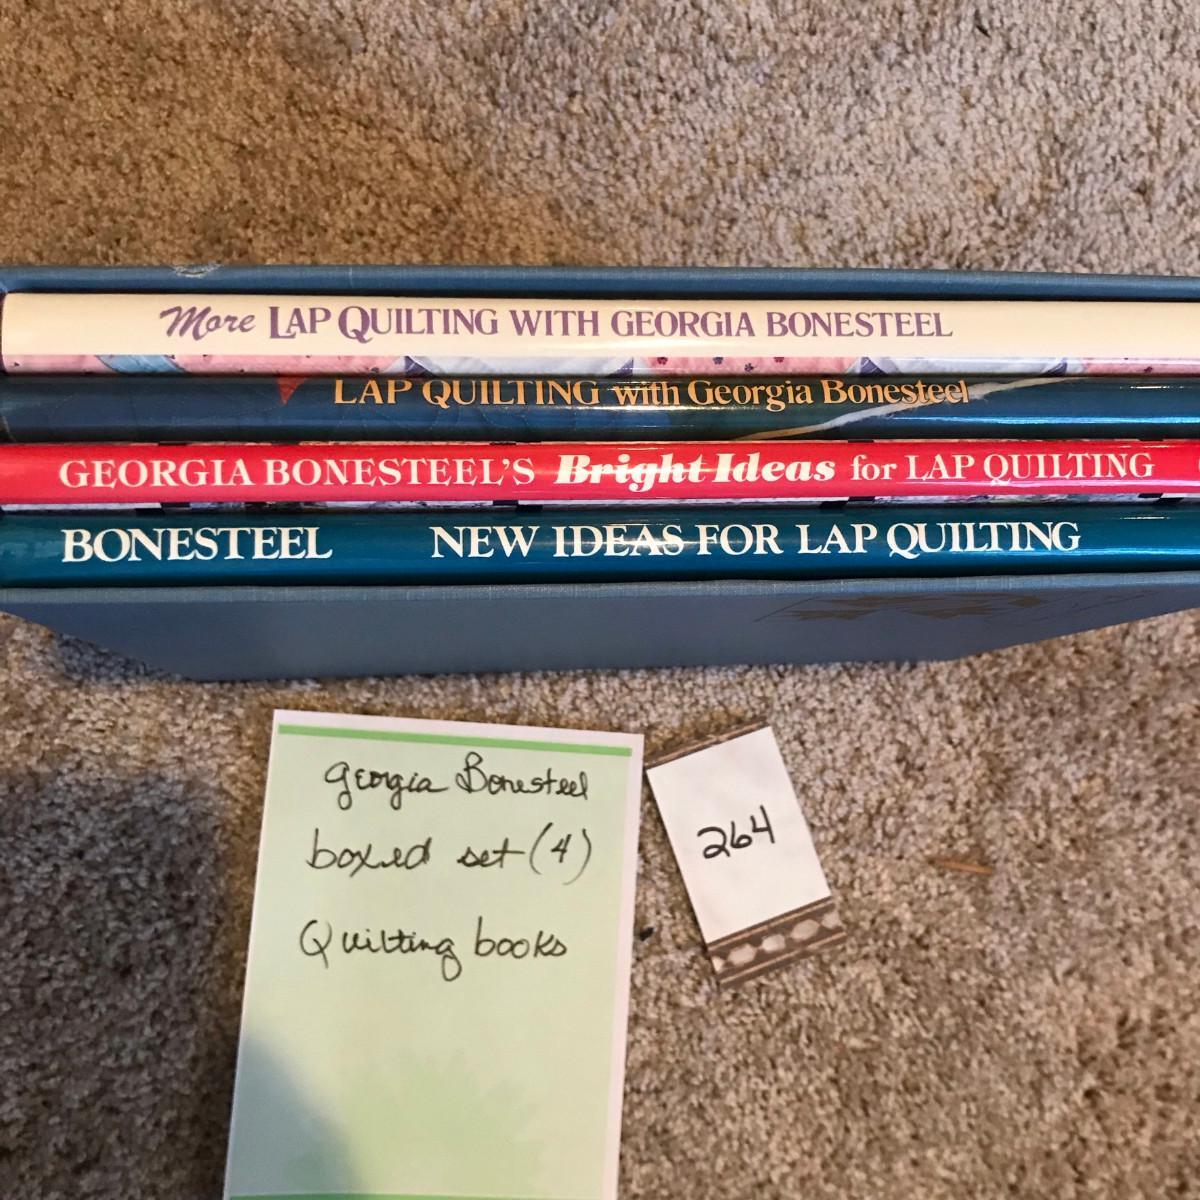 More LAP QUILTING WITH GEORGIA BONESTEEL
LAP QUILTING with Georgia Bonesteel
GEORGIA BONESTEEL'S Bright Ideas for LAP QUILTING
BONESTEEL NEW IDEAS FOR LAP QUILTING
Georgia Bonesteel
boxed set (4)
Quilting books
264